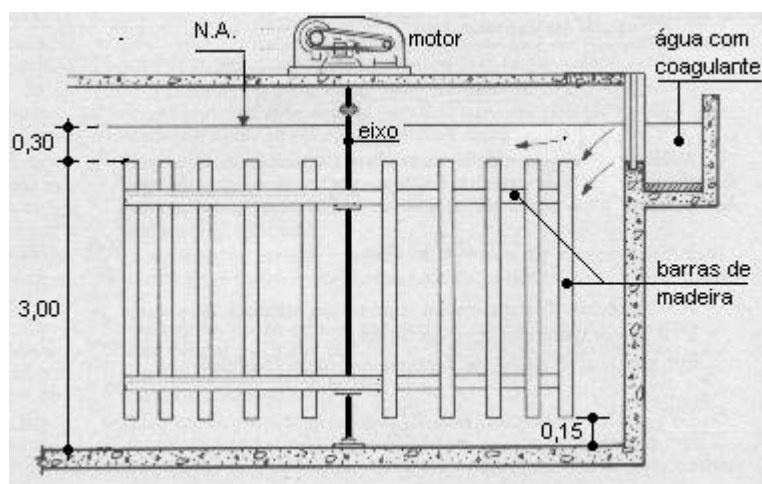 N.A.
motor
água com
coagulante
0,30
eixo
barras de
madeira
3,00
0,15